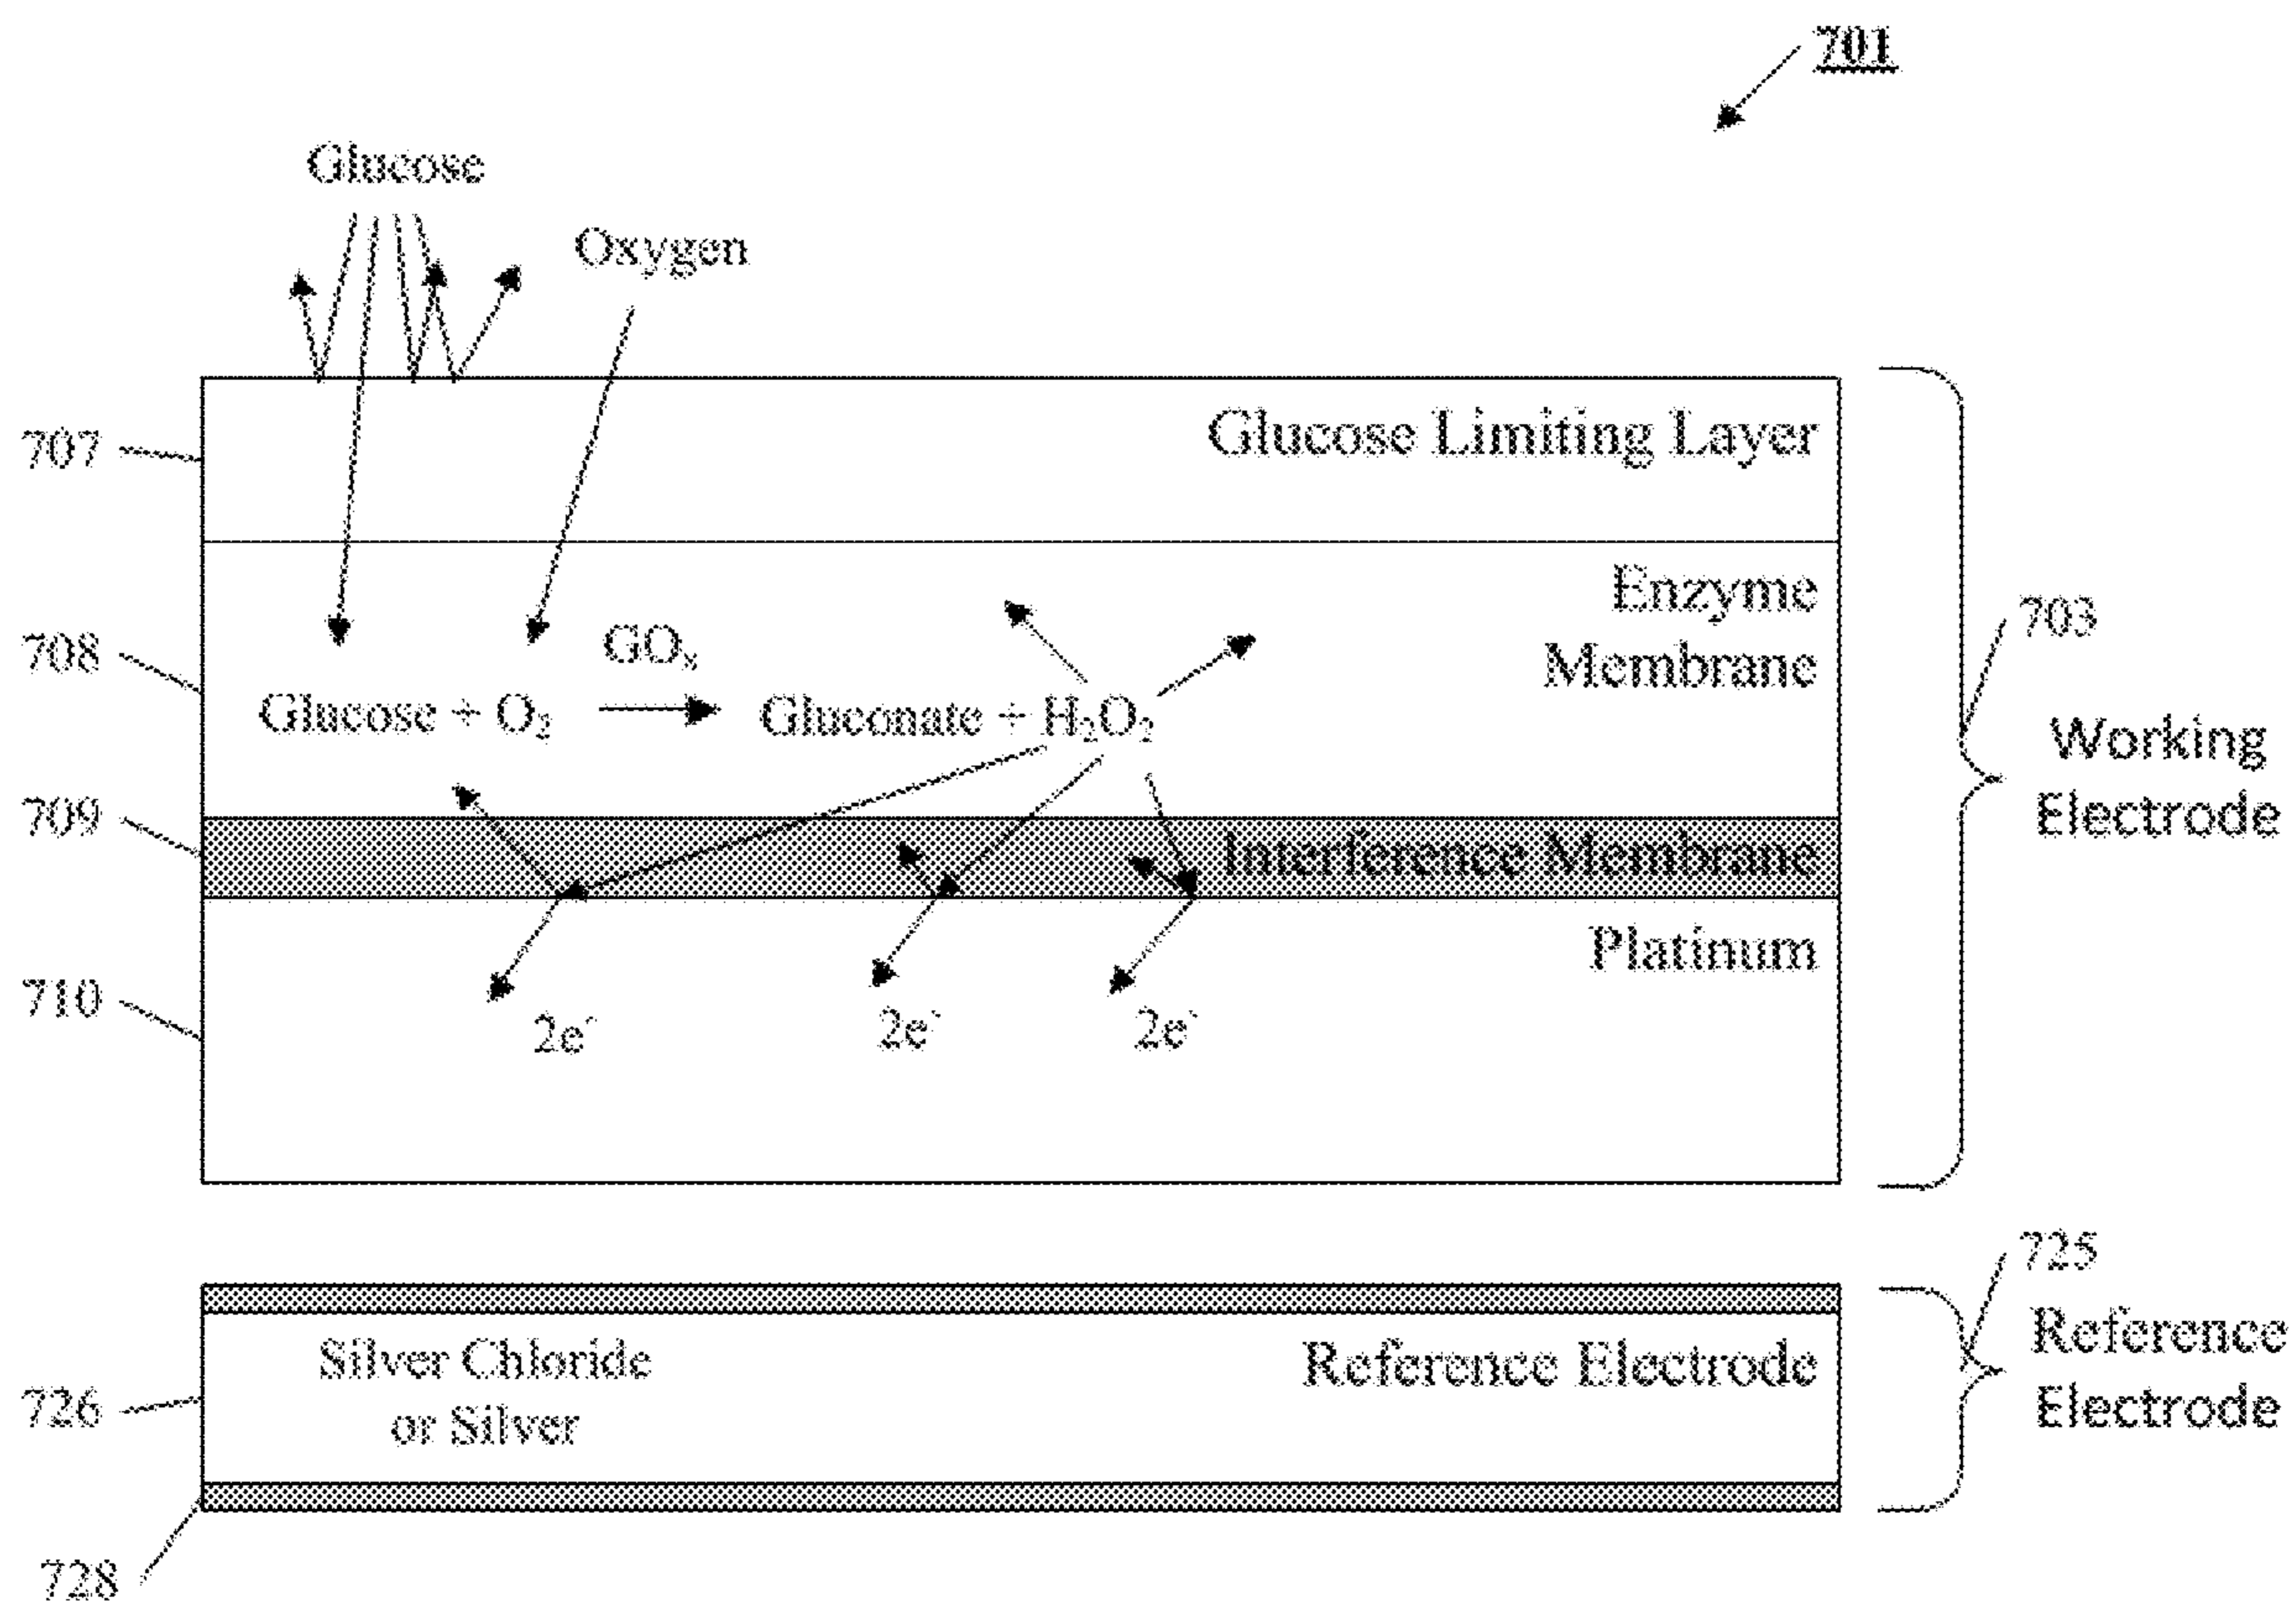 701
Glucose
Oxygen
707
Glucose Limiting Layer
708
Enzyme
Membrane
GOₓ
Glucose + O₂
Gluconate + H₂O₂
703
Working
Electrode
709
Interference Membrane
710
Platinum
2e⁻
2e⁻
2e⁻
725
Reference
Electrode
726
Silver Chloride
or Silver
Reference Electrode
728